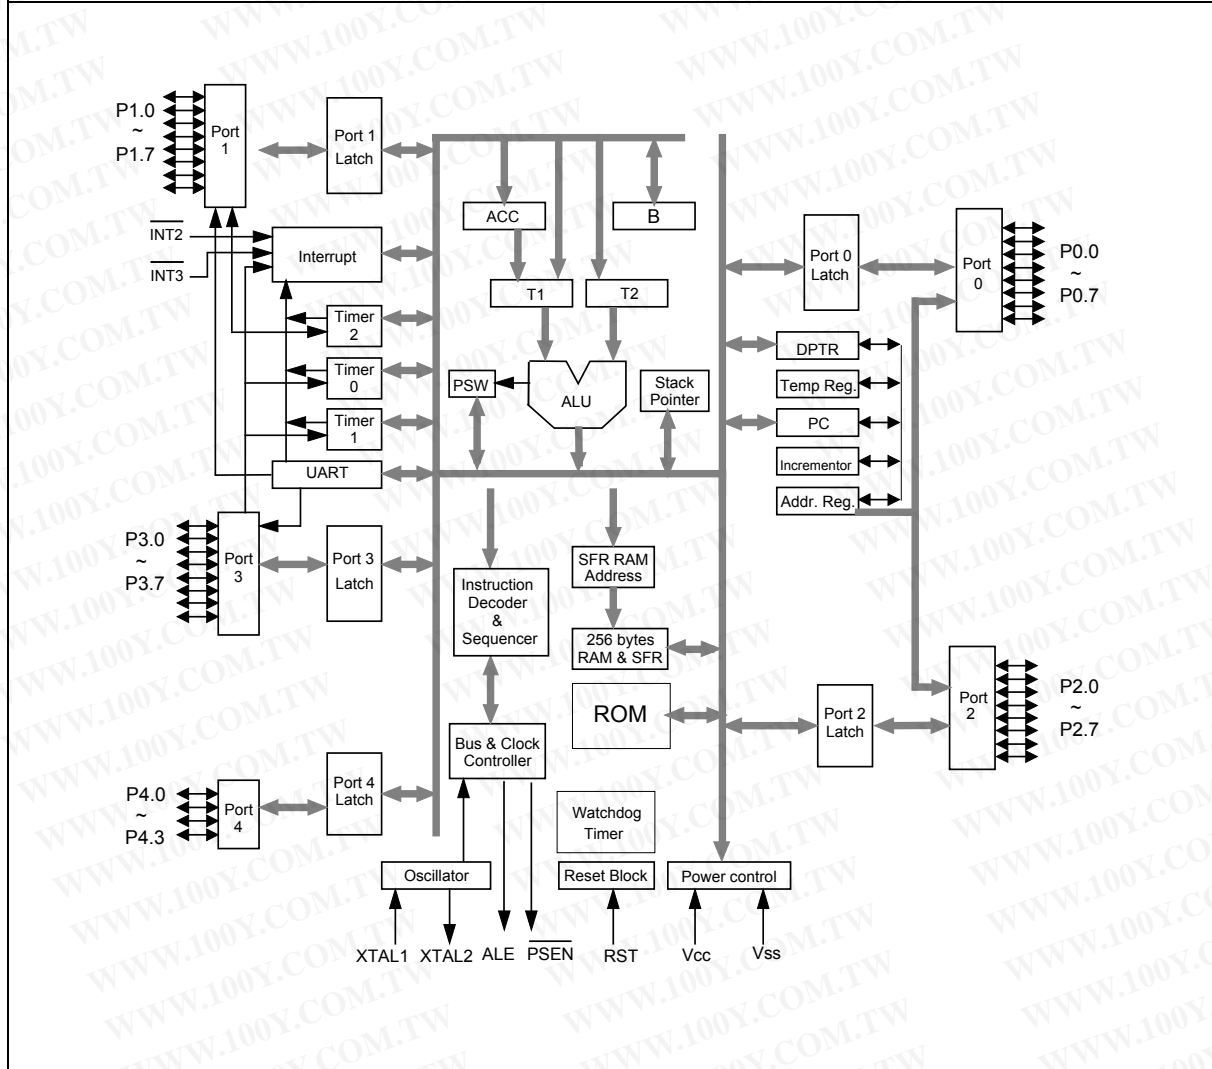 P1.0
~
P1.7
Port
1
Port 1
Latch
INT2
INT3
Interrupt
Timer
2
Timer
0
Timer
1
UART
P3.0
~
P3.7
Port
3
Port 3
Latch
P4.0
~
P4.3
Port
4
Port 4
Latch
ACC
B
T1
T2
PSW
ALU
Stack
Pointer
Instruction
Decoder
&
Sequencer
SFR RAM
Address
256 bytes
RAM & SFR
ROM
Bus & Clock
Controller
Watchdog
Timer
Oscillator
Reset Block
Power control
XTAL1
XTAL2
ALE
PSEN
RST
Vcc
Vss
Port 0
Latch
Port
0
P0.0
~
P0.7
DPTR
Temp Reg.
PC
Incrementor
Addr. Reg.
Port 2
Latch
Port
2
P2.0
~
P2.7
WWW.100Y.COM.TW